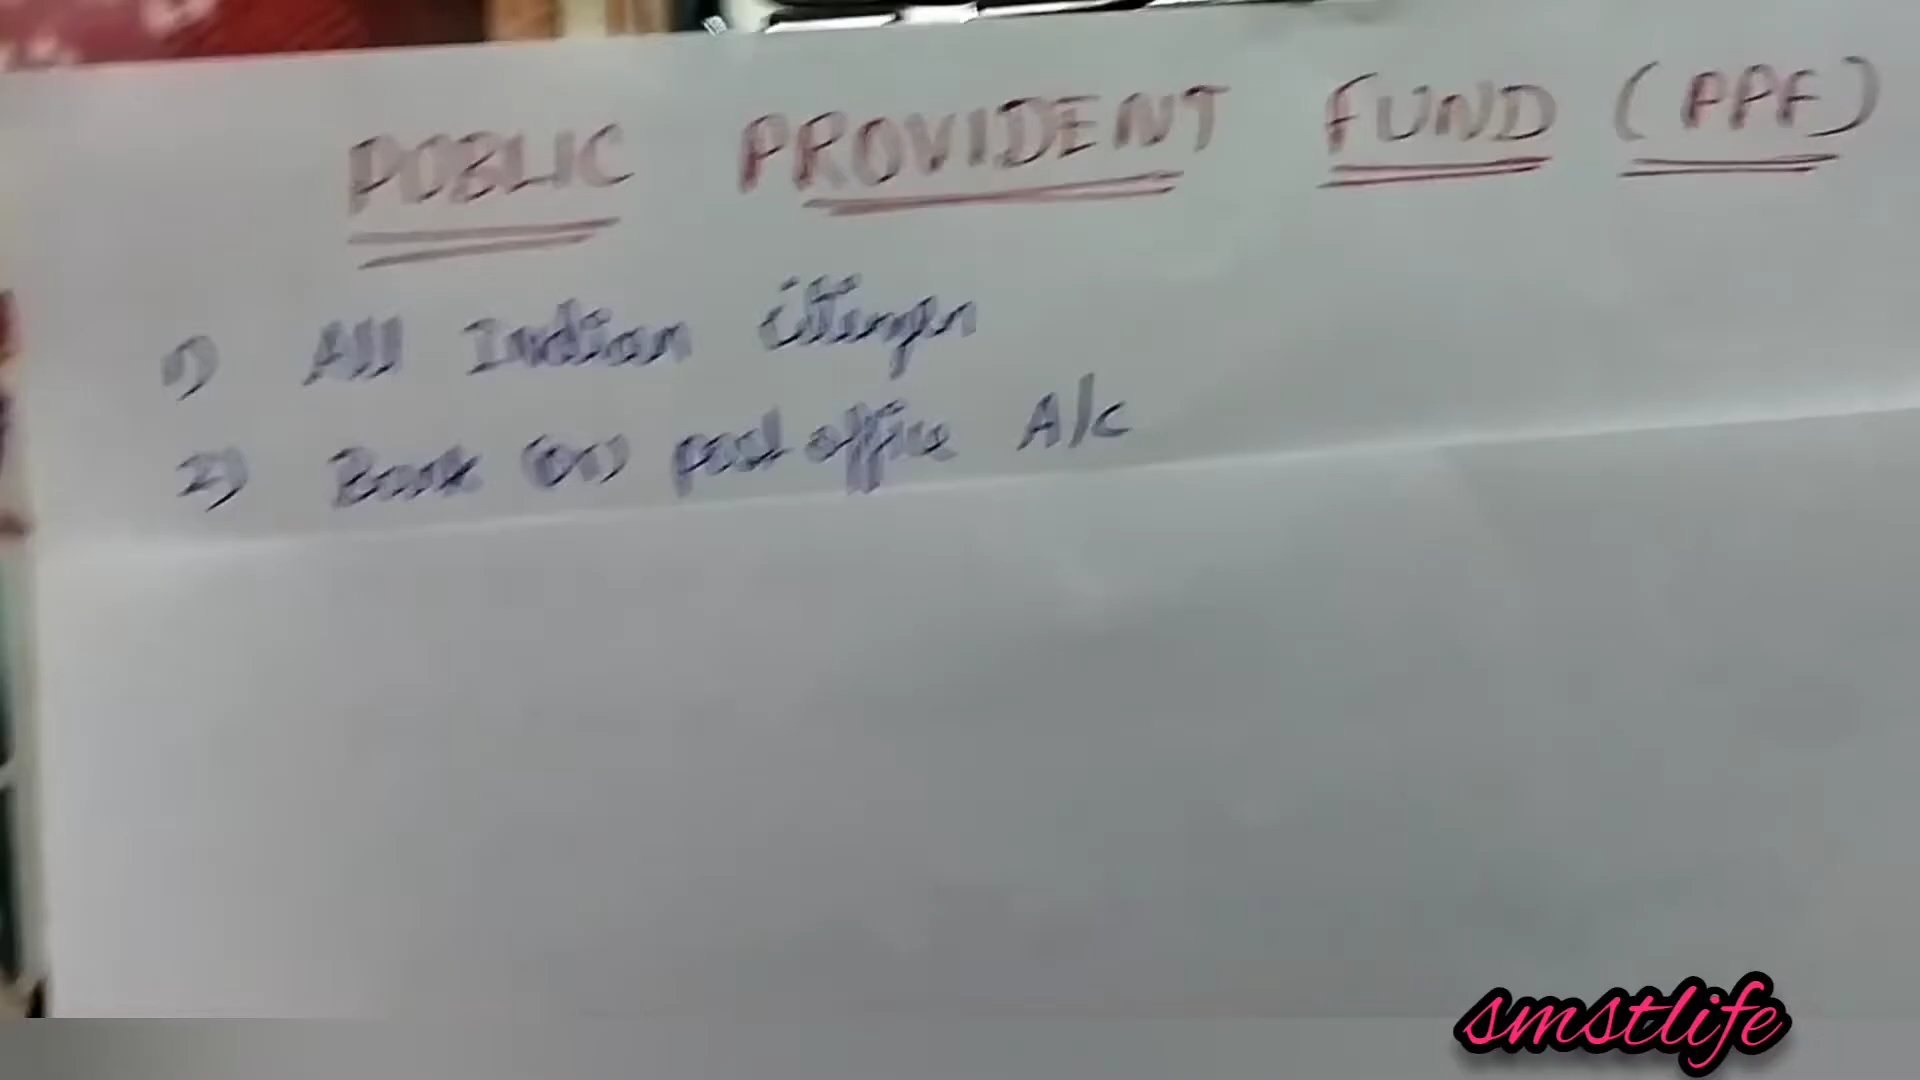 PUBLIC PROVIDENT FUND (PPF)
1) All Indian Citizen
2) Bank (or) post office A/c
smstlife